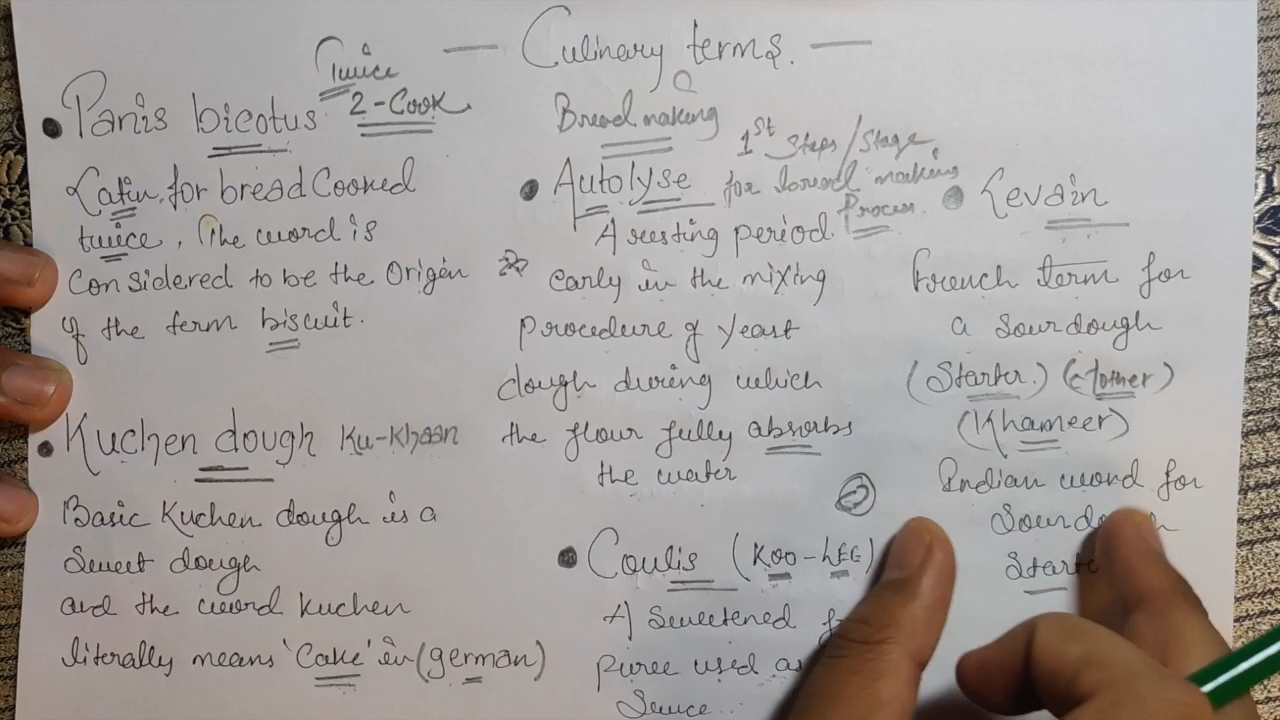 — Culinary terms. —
Twice
• Panis bicotus 2-Cook
Latin for bread Cooked
twice, The word is
Considered to be the Origin
of the term biscuit.
• Kuchen dough Ku-Khaan
Basic Kuchen dough is a
Sweet dough
and the word kuchen
literally means 'Cake' in (german)
Bread making
1st Steps/Stage
• Autolyse for bread making
Process.
A resting period
early in the mixing
Procedure of yeast
dough during which
the flour fully absorbs
the water
• Coulis (Koo-LEE)
A Sweetened
puree used as
Sauce..
• Levain
French term for
a Sourdough
(Starter.) (Mother)
(Khameer)
Indian word for